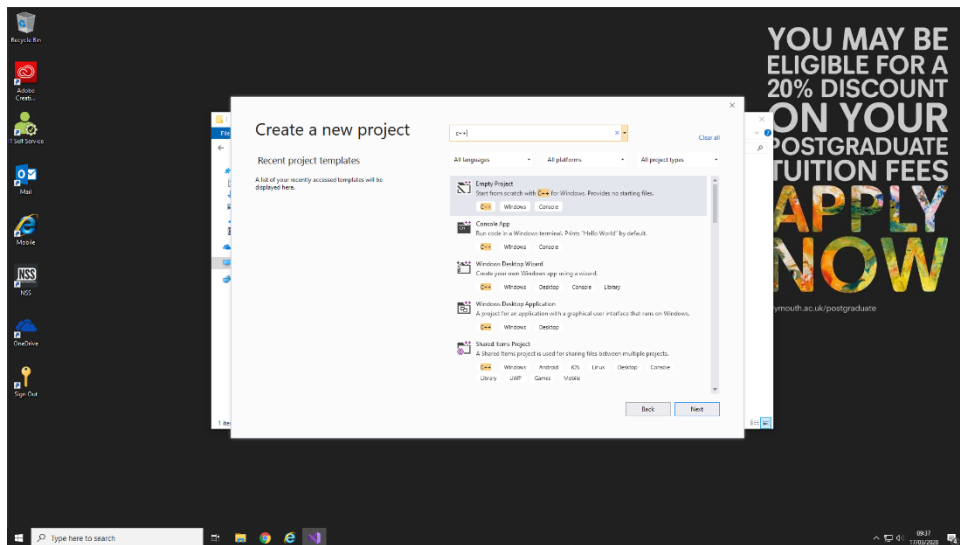 Recycle Bin
Adobe
Creati...
IT Self Service
Mail
Mobile
NSS
OneDrive
Sign Out
YOU MAY BE
ELIGIBLE FOR A
20% DISCOUNT
ON YOUR
POSTGRADUATE
TUITION FEES
APPLY
NOW
ymouth.ac.uk/postgraduate
File
1 ite
Create a new project
c++
Clear all
Recent project templates
All languages
All platforms
All project types
A list of your recently accessed templates will be
displayed here.
Empty Project
Start from scratch with C++ for Windows. Provides no starting files.
C++ Windows Console
Console App
Run code in a Windows terminal. Prints "Hello World" by default.
C++ Windows Console
Windows Desktop Wizard
Create your own Windows app using a wizard.
C++ Windows Desktop Console Library
Windows Desktop Application
A project for an application with a graphical user interface that runs on Windows.
C++ Windows Desktop
Shared Items Project
A Shared Items project is used for sharing files between multiple projects.
C++ Windows Android iOS Linux Desktop Console
Library UWP Games Mobile
Back
Next
Type here to search
09:37
17/03/2020